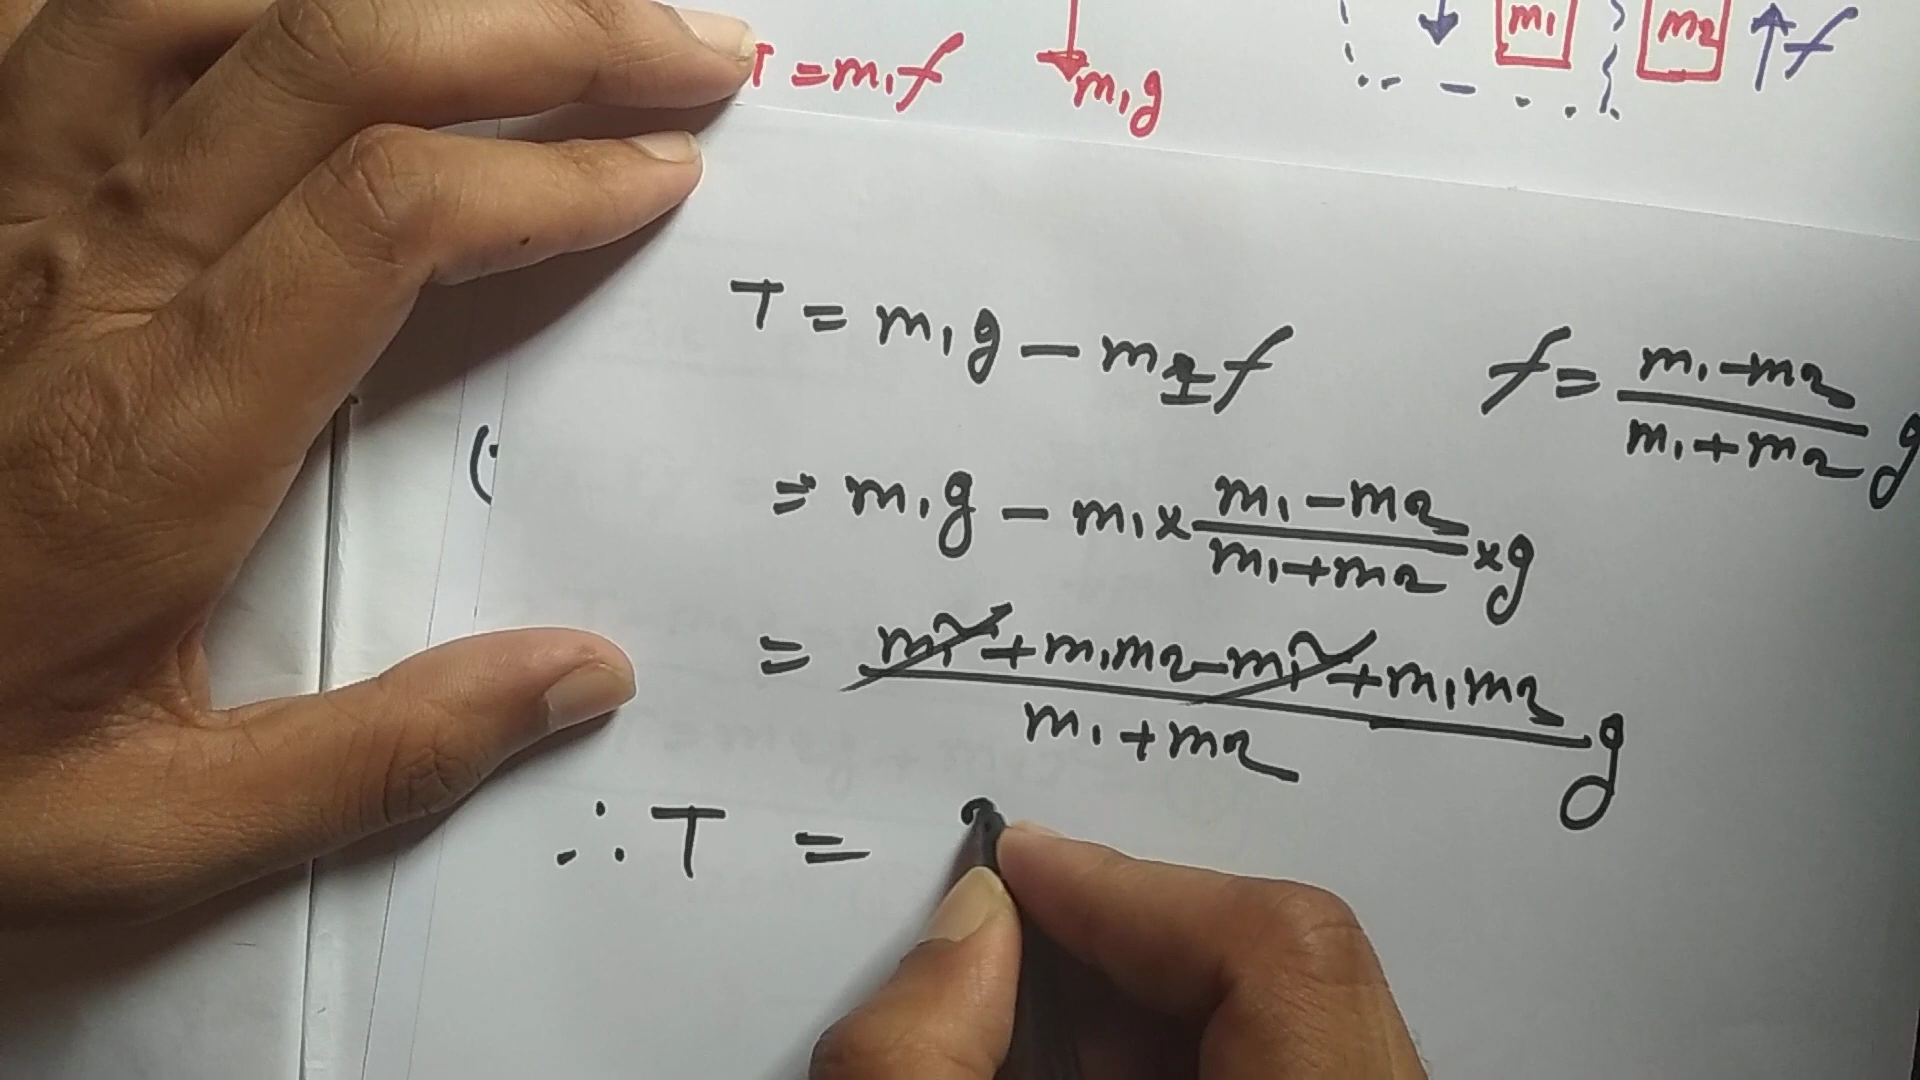 T = m₁f
m₁g
m₁ m₂ f
T = m₁g - m₁f
f = (m₁ - m₂)/(m₁ + m₂) g
= m₁g - m₁ × (m₁ - m₂)/(m₁ + m₂) × g
= (m₁² + m₁m₂ - m₁² + m₁m₂)/(m₁ + m₂) g
∴ T =